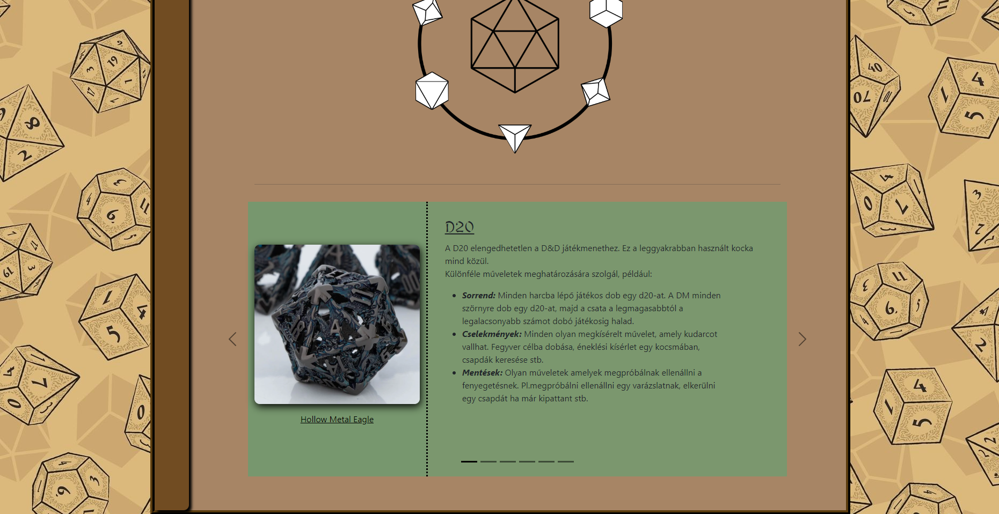 D20
A D20 elengedhetetlen a D&D játékmenethez. Ez a leggyakrabban használt kocka
mind közül.
Különféle műveletek meghatározására szolgál, például:
Sorrend: Minden harcba lépő játékos dob egy d20-at. A DM minden
szörnyre dob egy d20-at, majd a csata a legmagasabbtól a
legalacsonyabb számot dobó játékosig halad.
Cselekmények: Minden olyan megkísérelt művelet, amely kudarcot
vallhat. Fegyver célba dobása, éneklési kísérlet egy kocsmában,
csapdák keresése stb.
Mentések: Olyan műveletek amelyek megpróbálnak ellenállni a
fenyegetésnek. Pl.megpróbálni ellenállni egy varázslatnak, elkerülni
egy csapdát ha már kipattant stb.
Hollow Metal Eagle